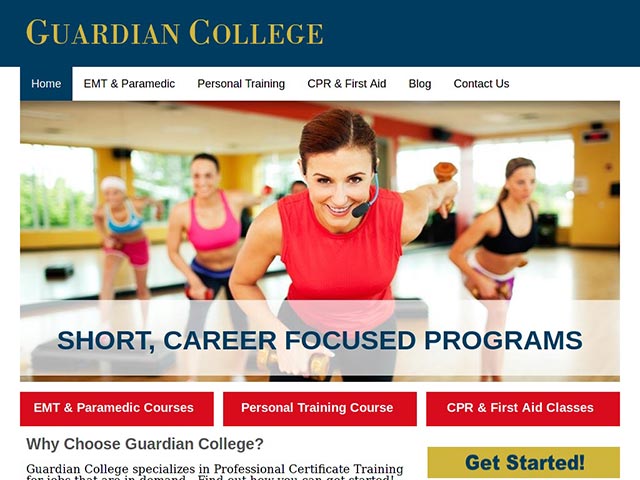 GUARDIAN COLLEGE
Home EMT & Paramedic Personal Training CPR & First Aid Blog Contact Us
SHORT, CAREER FOCUSED PROGRAMS
EMT & Paramedic Courses Personal Training Course CPR & First Aid Classes
Why Choose Guardian College?
Guardian College specializes in Professional Certificate Training
for jobs that are in demand. Find out how you can get started!
Get Started!